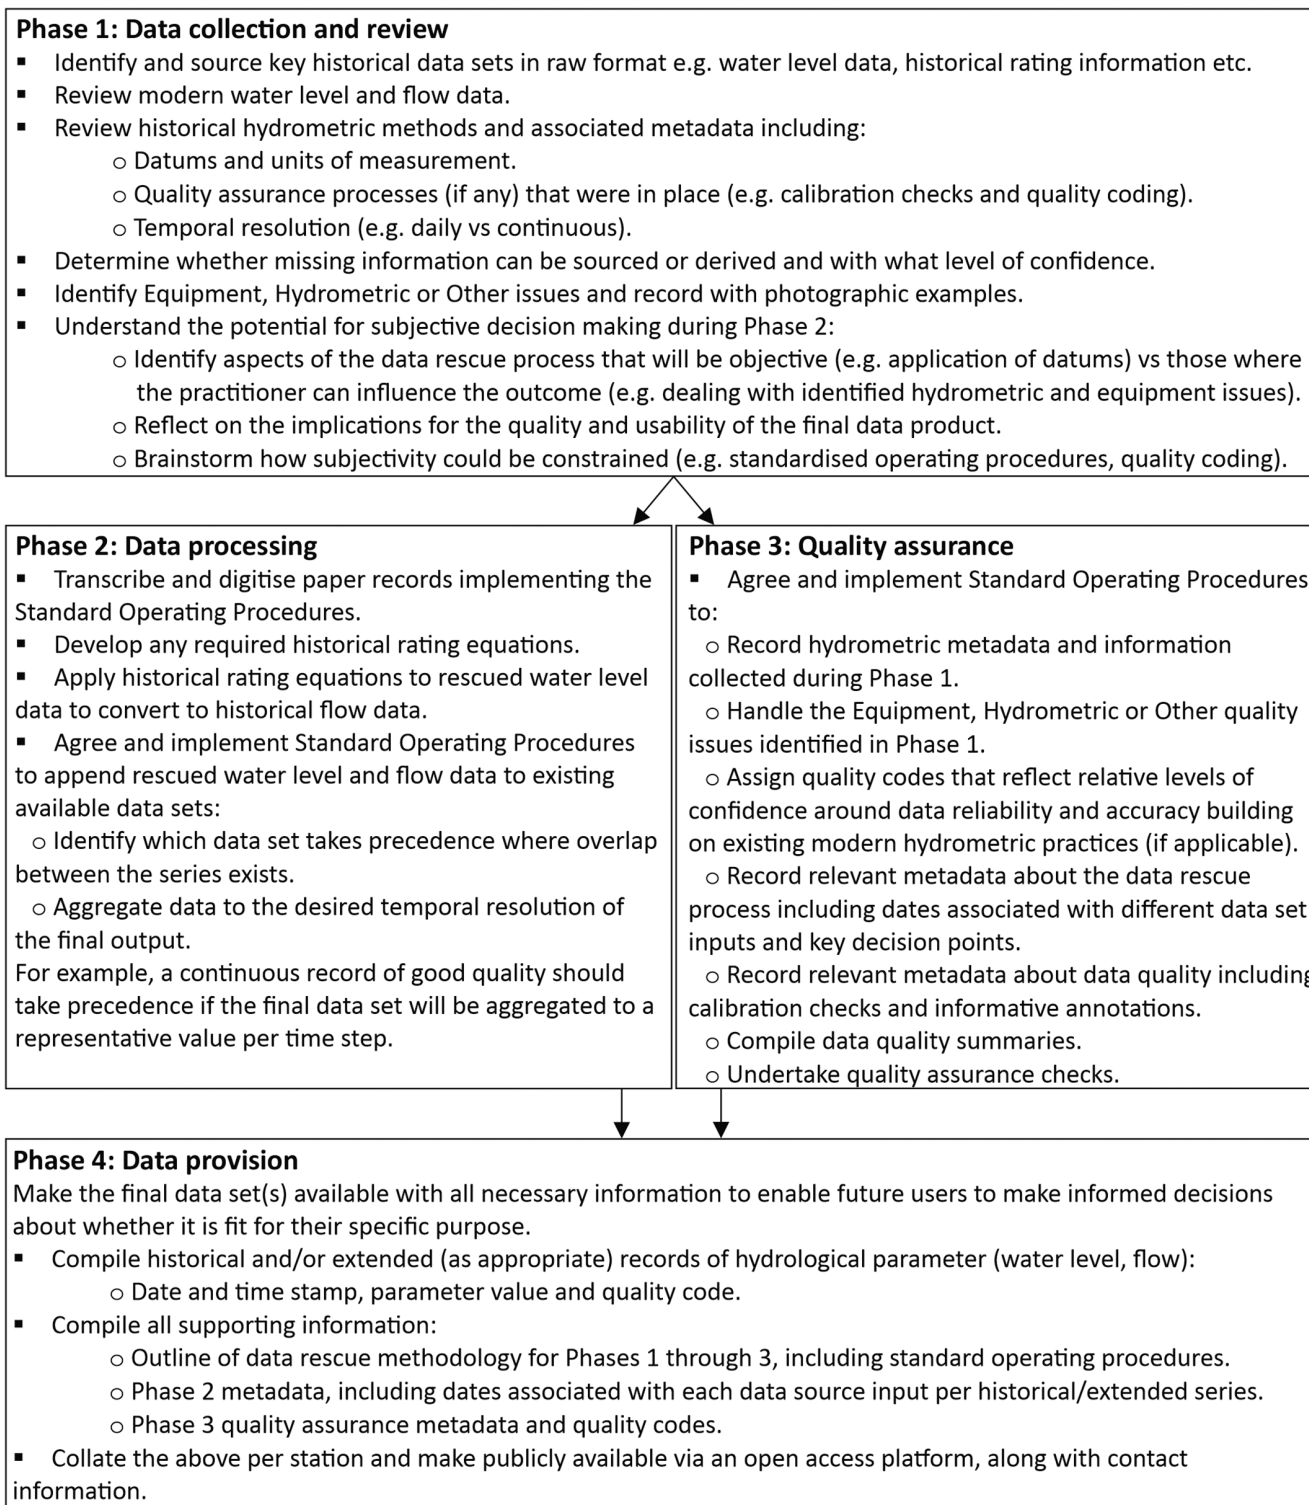 Phase 1: Data collection and review
▪ Identify and source key historical data sets in raw format e.g. water level data, historical rating information etc.
▪ Review modern water level and flow data.
▪ Review historical hydrometric methods and associated metadata including:
o Datums and units of measurement.
o Quality assurance processes (if any) that were in place (e.g. calibration checks and quality coding).
o Temporal resolution (e.g. daily vs continuous).
▪ Determine whether missing information can be sourced or derived and with what level of confidence.
▪ Identify Equipment, Hydrometric or Other issues and record with photographic examples.
▪ Understand the potential for subjective decision making during Phase 2:
o Identify aspects of the data rescue process that will be objective (e.g. application of datums) vs those where
the practitioner can influence the outcome (e.g. dealing with identified hydrometric and equipment issues).
o Reflect on the implications for the quality and usability of the final data product.
o Brainstorm how subjectivity could be constrained (e.g. standardised operating procedures, quality coding).
Phase 2: Data processing
▪ Transcribe and digitise paper records implementing the
Standard Operating Procedures.
▪ Develop any required historical rating equations.
▪ Apply historical rating equations to rescued water level
data to convert to historical flow data.
▪ Agree and implement Standard Operating Procedures
to append rescued water level and flow data to existing
available data sets:
o Identify which data set takes precedence where overlap
between the series exists.
o Aggregate data to the desired temporal resolution of
the final output.
For example, a continuous record of good quality should
take precedence if the final data set will be aggregated to a
representative value per time step.
Phase 3: Quality assurance
▪ Agree and implement Standard Operating Procedures
to:
o Record hydrometric metadata and information
collected during Phase 1.
o Handle the Equipment, Hydrometric or Other quality
issues identified in Phase 1.
o Assign quality codes that reflect relative levels of
confidence around data reliability and accuracy building
on existing modern hydrometric practices (if applicable).
o Record relevant metadata about the data rescue
process including dates associated with different data set
inputs and key decision points.
o Record relevant metadata about data quality including
calibration checks and informative annotations.
o Compile data quality summaries.
o Undertake quality assurance checks.
Phase 4: Data provision
Make the final data set(s) available with all necessary information to enable future users to make informed decisions
about whether it is fit for their specific purpose.
▪ Compile historical and/or extended (as appropriate) records of hydrological parameter (water level, flow):
o Date and time stamp, parameter value and quality code.
▪ Compile all supporting information:
o Outline of data rescue methodology for Phases 1 through 3, including standard operating procedures.
o Phase 2 metadata, including dates associated with each data source input per historical/extended series.
o Phase 3 quality assurance metadata and quality codes.
▪ Collate the above per station and make publicly available via an open access platform, along with contact
information.